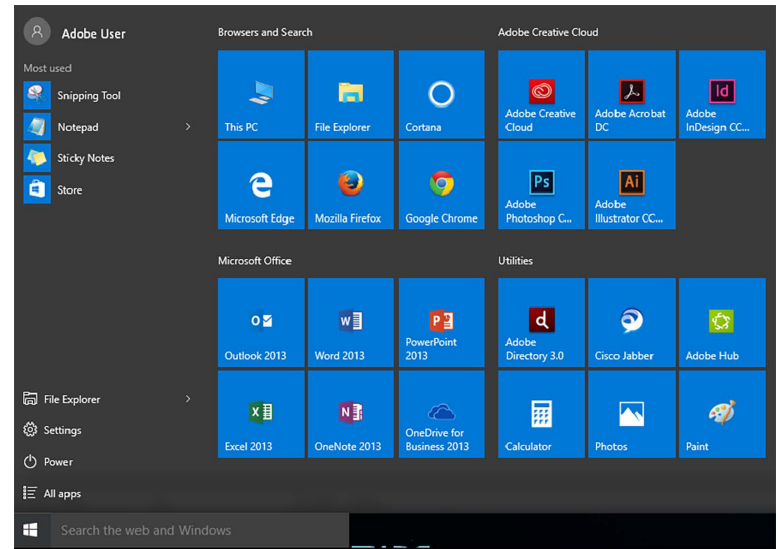 Adobe User
Most used
Snipping Tool
Notepad
Sticky Notes
Store
File Explorer
Settings
Power
All apps
Search the web and Windows
Browsers and Search
This PC
File Explorer
Cortana
Microsoft Edge
Mozilla Firefox
Google Chrome
Adobe Creative Cloud
Adobe Creative
Cloud
Adobe Acrobat
DC
Id
Adobe
InDesign CC...
Ps
Adobe
Photoshop C...
Ai
Adobe
Illustrator CC...
Microsoft Office
Outlook 2013
Word 2013
PowerPoint
2013
Excel 2013
OneNote 2013
OneDrive for
Business 2013
Utilities
Adobe
Directory 3.0
Cisco Jabber
Adobe Hub
Calculator
Photos
Paint